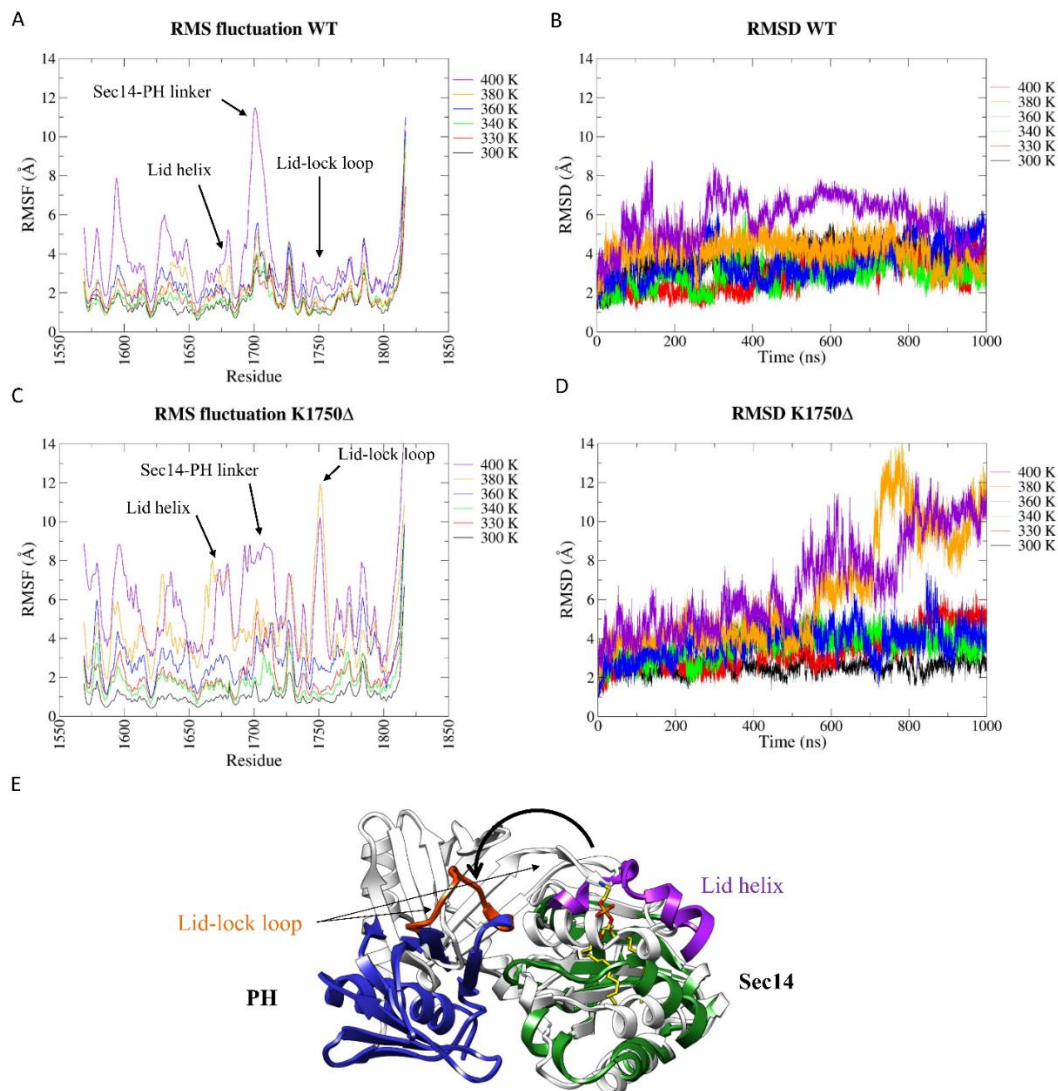 A
RMS fluctuation WT
14
12
10
8
6
4
2
0
RMSF (Å)
Sec14-PH linker
Lid helix
Lid-lock loop
400 K
380 K
360 K
340 K
330 K
300 K
1550
1600
1650
1700
1750
1800
1850
Residue
B
RMSD WT
14
12
10
8
6
4
2
0
RMSD (Å)
400 K
380 K
360 K
340 K
330 K
300 K
0
200
400
600
800
1000
Time (ns)
C
RMS fluctuation K1750Δ
14
12
10
8
6
4
2
0
RMSF (Å)
Lid helix
Sec14-PH linker
Lid-lock loop
400 K
380 K
360 K
340 K
330 K
300 K
1550
1600
1650
1700
1750
1800
1850
Residue
D
RMSD K1750Δ
14
12
10
8
6
4
2
0
RMSD (Å)
400 K
380 K
360 K
340 K
330 K
300 K
0
200
400
600
800
1000
Time (ns)
E
Lid-lock loop
Lid helix
PH
Sec14